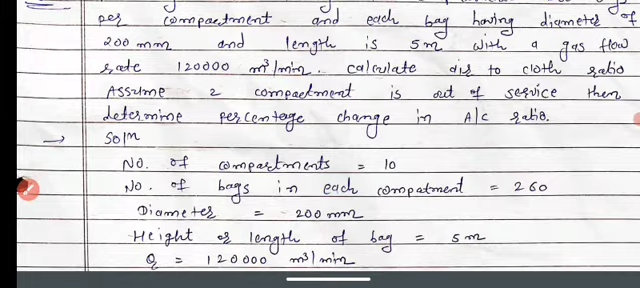 per compartment and each bag having diameter of
200 mm and length is 5m with a gas flow
rate 120000 m³/min. calculate air to cloth ratio
Assume 2 compartment is out of service then
determine percentage change in A/C ratio.
→ Soln
No. of compartments = 10
No. of bags in each compatment = 260
Diameter = 200 mm
Height or length of bag = 5m
Q = 120000 m³/min